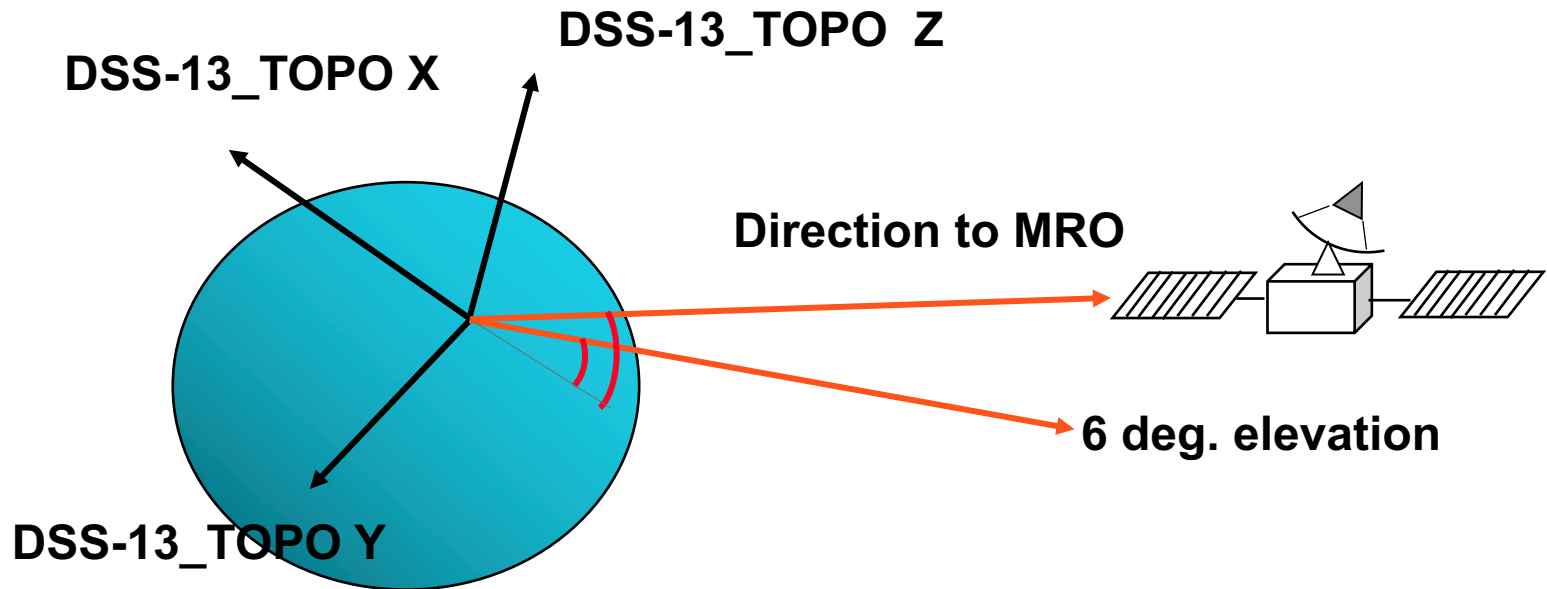 DSS-13_TOPO Z
DSS-13_TOPO X
Direction to MRO
6 deg. elevation
DSS-13_TOPO Y